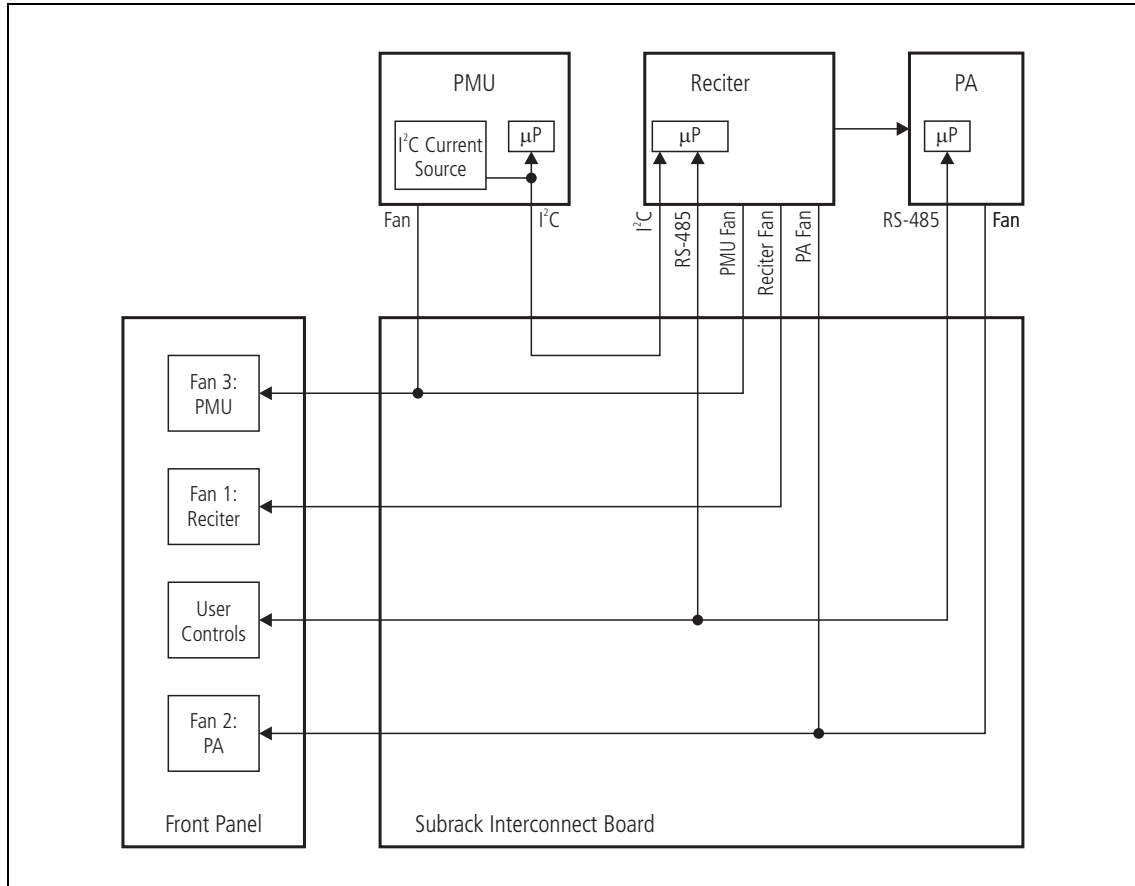 PMU
Reciter
PA
I²C Current
Source
µP
µP
µP
Fan
I²C
I²C
RS-485
PMU Fan
Reciter Fan
PA Fan
RS-485
Fan
Fan 3:
PMU
Fan 1:
Reciter
User
Controls
Fan 2:
PA
Front Panel
Subrack Interconnect Board